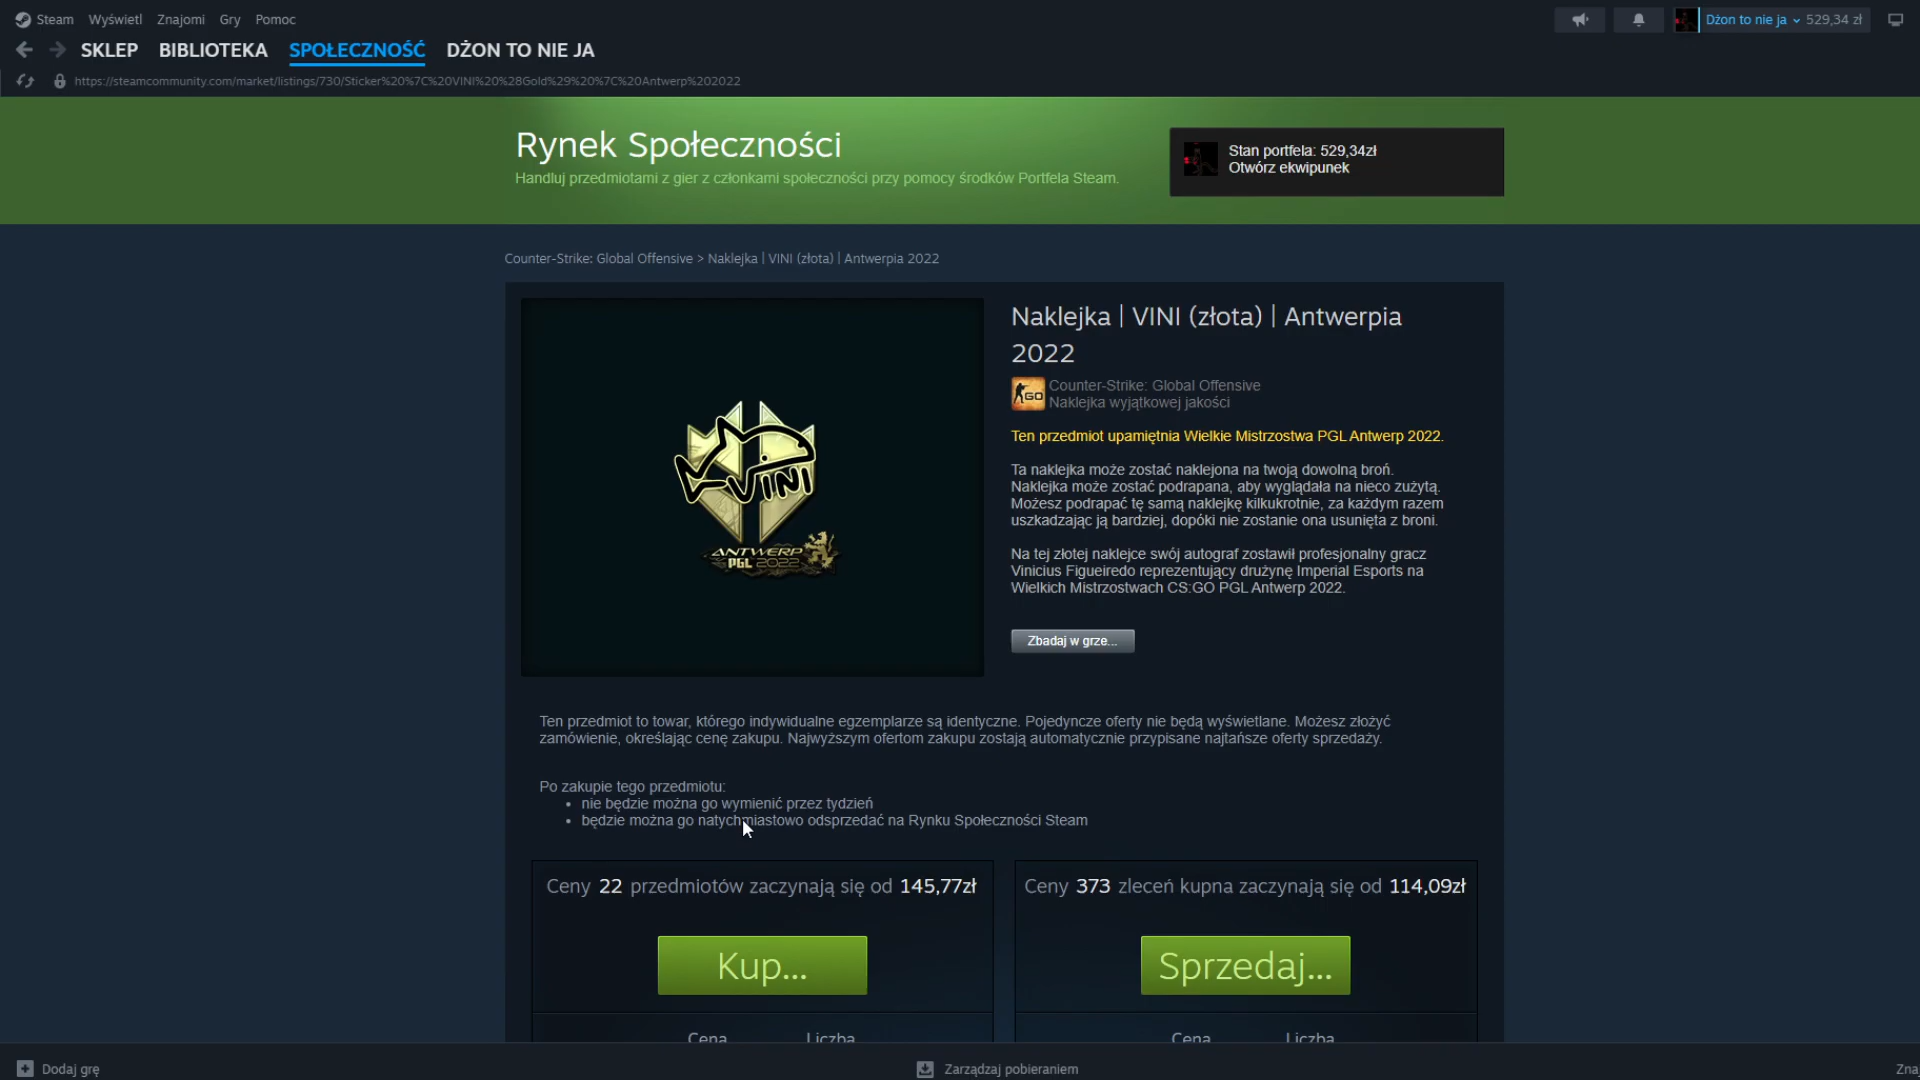 Steam Wyświetl Znajomi Gry Pomoc
Dżon to nie ja 529,34 zł
SKLEP BIBLIOTEKA SPOŁECZNOŚĆ DŻON TO NIE JA
https://steamcommunity.com/market/listings/730/Sticker%20%7C%20VINI%20%28Gold%29%20%7C%20Antwerp%202022
Rynek Społeczności
Handluj przedmiotami z gier z członkami społeczności przy pomocy środków Portfela Steam.
Stan portfela: 529,34zł
Otwórz ekwipunek
Counter-Strike: Global Offensive > Naklejka | VINI (złota) | Antwerpia 2022
VINI
ANTWERP
PGL 2022
Naklejka | VINI (złota) | Antwerpia
2022
GO
Counter-Strike: Global Offensive
Naklejka wyjątkowej jakości
Ten przedmiot upamiętnia Wielkie Mistrzostwa PGL Antwerp 2022.
Ta naklejka może zostać naklejona na twoją dowolną broń.
Naklejka może zostać podrapana, aby wyglądała na nieco zużytą.
Możesz podrapać tę samą naklejkę kilkukrotnie, za każdym razem
uszkadzając ją bardziej, dopóki nie zostanie ona usunięta z broni.
Na tej złotej naklejce swój autograf zostawił profesjonalny gracz
Vinicius Figueiredo reprezentujący drużynę Imperial Esports na
Wielkich Mistrzostwach CS:GO PGL Antwerp 2022.
Zbadaj w grze...
Ten przedmiot to towar, którego indywidualne egzemplarze są identyczne. Pojedyncze oferty nie będą wyświetlane. Możesz złożyć
zamówienie, określając cenę zakupu. Najwyższym ofertom zakupu zostają automatycznie przypisane najtańsze oferty sprzedaży.
Po zakupie tego przedmiotu:
• nie będzie można go wymienić przez tydzień
• będzie można go natychmiastowo odsprzedać na Rynku Społeczności Steam
Ceny 22 przedmiotów zaczynają się od 145,77zł
Kup...
Cena Liczba
Ceny 373 zleceń kupna zaczynają się od 114,09zł
Sprzedaj...
Cena Liczba
Dodaj grę
Zarządzaj pobieraniem
Zna